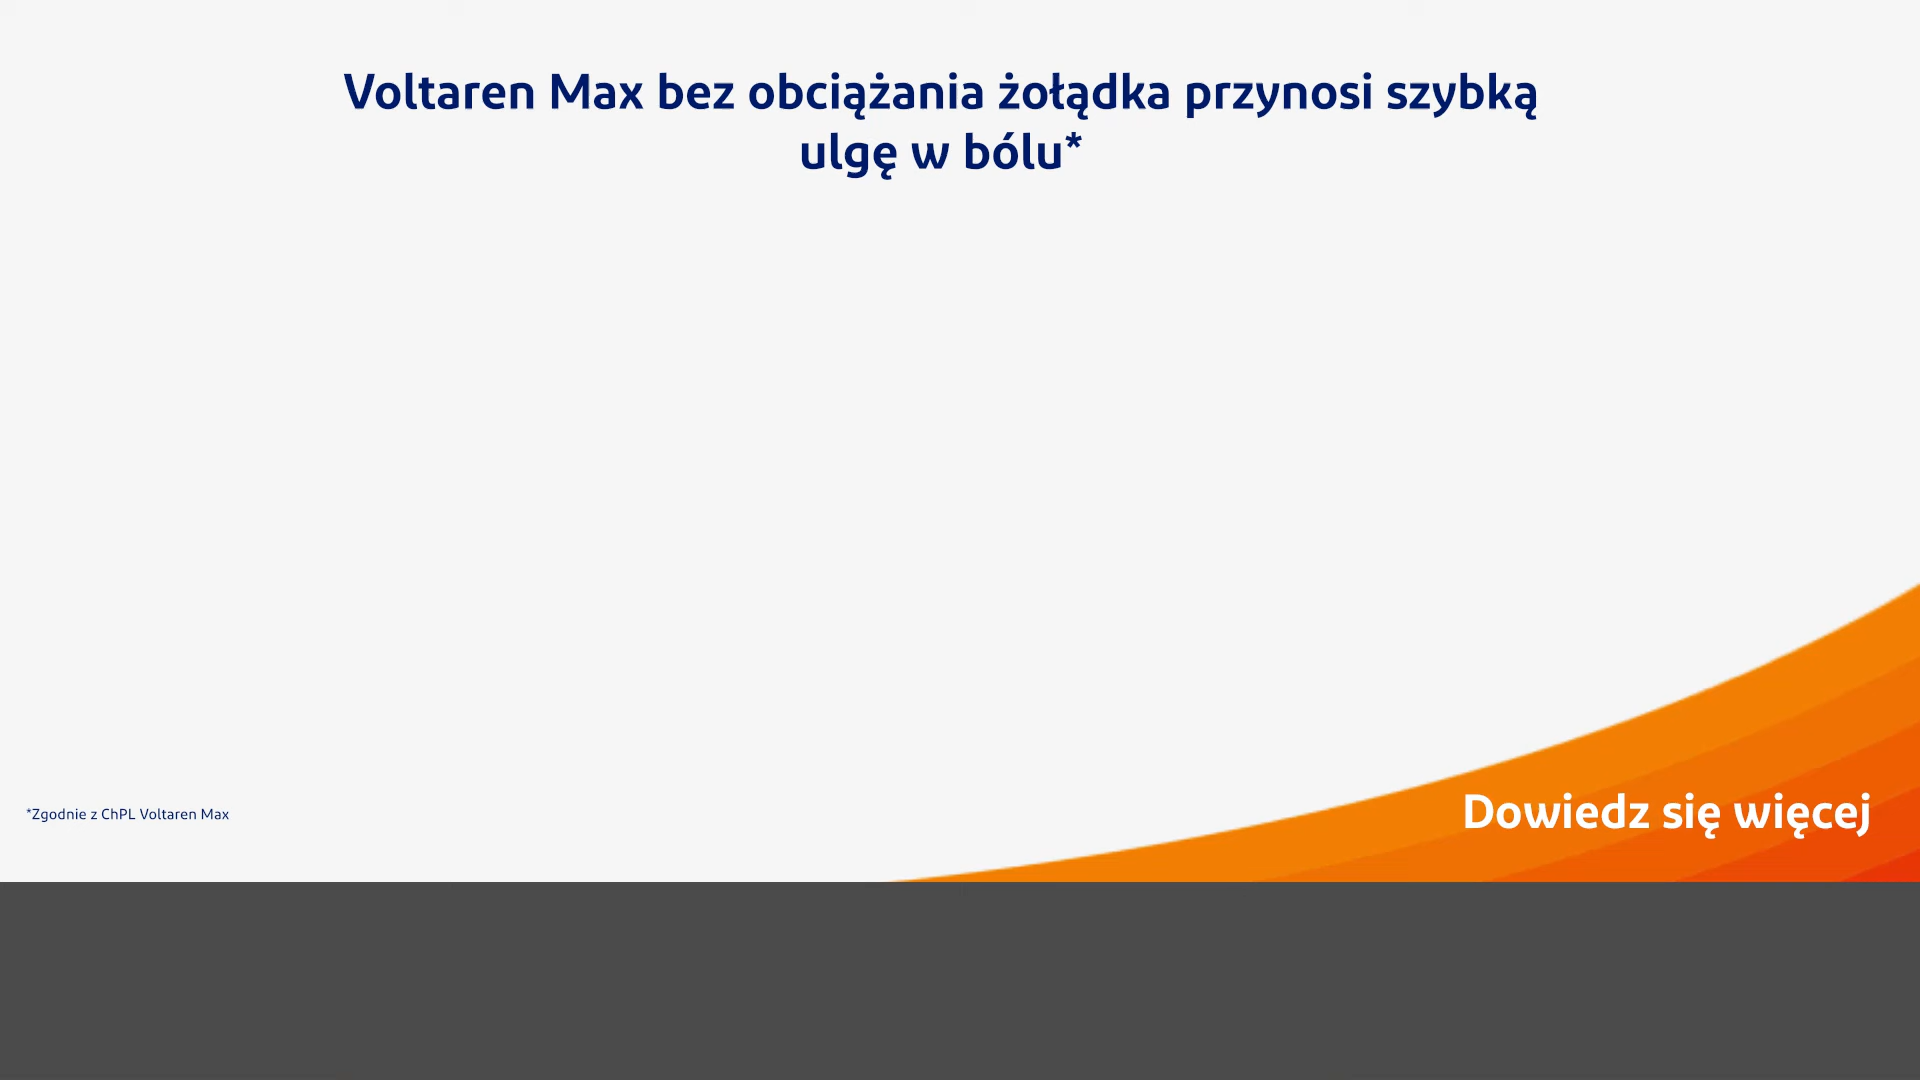 Voltaren Max bez obciążania żołądka przynosi szybką
ulgę w bólu*
*Zgodnie z ChPL Voltaren Max
Dowiedz się więcej